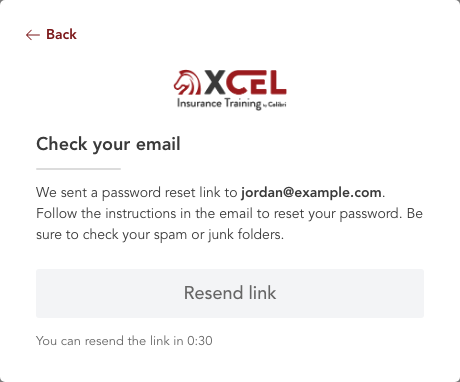 ← Back
XCEL
Insurance Training by Colibri
Check your email
We sent a password reset link to jordan@example.com.
Follow the instructions in the email to reset your password. Be
sure to check your spam or junk folders.
Resend link
You can resend the link in 0:30